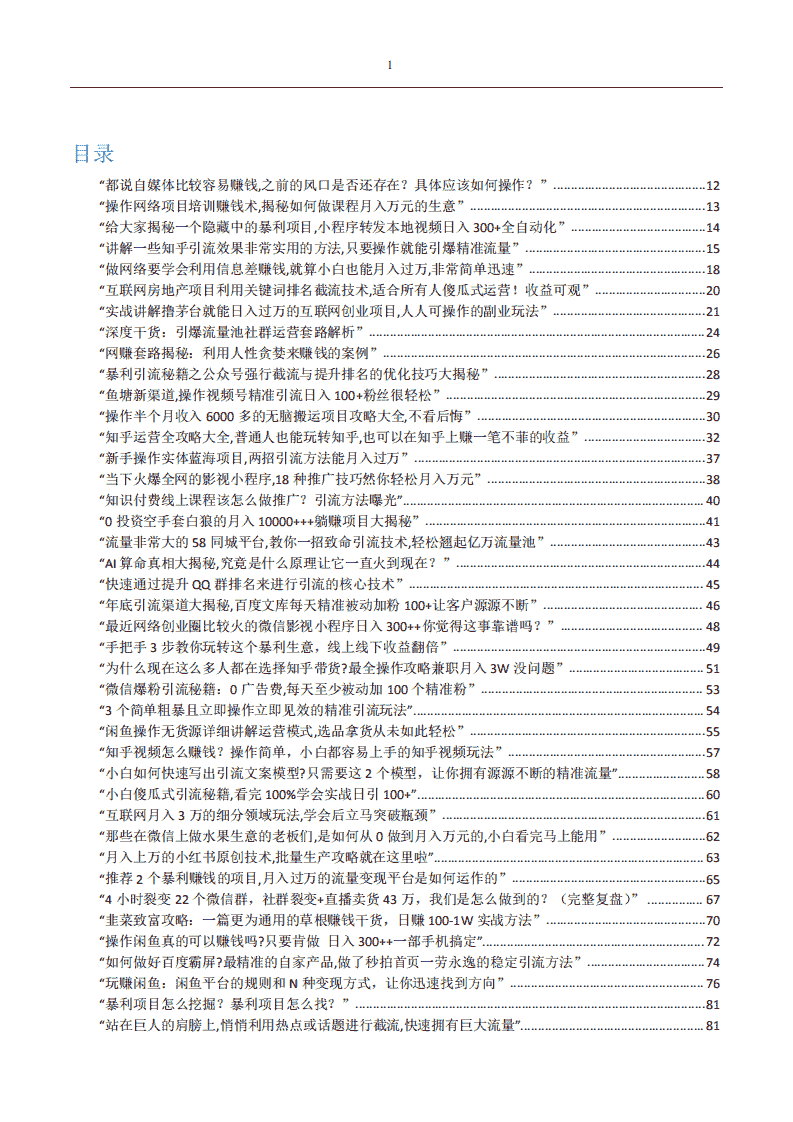 1
目录
“都说自媒体比较容易赚钱,之前的风口是否还存在？具体应该如何操作？”............................................12
“操作网络项目培训赚钱术,揭秘如何做课程月入万元的生意”....................................................................13
“给大家揭秘一个隐藏中的暴利项目,小程序转发本地视频日入 300+全自动化”.......................................14
“讲解一些知乎引流效果非常实用的方法,只要操作就能引爆精准流量”....................................................15
“做网络要学会利用信息差赚钱,就算小白也能月入过万,非常简单迅速”...................................................18
“互联网房地产项目利用关键词排名截流技术,适合所有人傻瓜式运营！收益可观”................................20
“实战讲解撸茅台就能日入过万的互联网创业项目,人人可操作的副业玩法”............................................21
“深度干货：引爆流量池社群运营套路解析”.................................................................................................24
“网赚套路揭秘：利用人性贪婪来赚钱的案例”.............................................................................................26
“暴利引流秘籍之公众号强行截流与提升排名的优化技巧大揭秘”.............................................................28
“鱼塘新渠道,操作视频号精准引流日入 100+粉丝很轻松”...........................................................................29
“操作半个月收入 6000 多的无脑搬运项目攻略大全,不看后悔”..................................................................30
“知乎运营全攻略大全,普通人也能玩转知乎,也可以在知乎上赚一笔不菲的收益”...................................32
“新手操作实体蓝海项目,两招引流方法能月入过万”.....................................................................................37
“当下火爆全网的影视小程序,18 种推广技巧然你轻松月入万元”...............................................................38
“知识付费线上课程该怎么做推广？引流方法曝光”.......................................................................................40
“0 投资空手套白狼的月入 10000+++躺赚项目大揭秘”.................................................................................41
“流量非常大的 58 同城平台,教你一招致命引流技术,轻松翘起亿万流量池”.............................................43
“AI 算命真相大揭秘,究竟是什么原理让它一直火到现在？”........................................................................44
“快速通过提升 QQ 群排名来进行引流的核心技术”......................................................................................45
“年底引流渠道大揭秘,百度文库每天精准被动加粉 100+让客户源源不断”..............................................46
“最近网络创业圈比较火的微信影视小程序日入 300++你觉得这事靠谱吗？”.........................................48
“手把手 3 步教你玩转这个暴利生意，线上线下收益翻倍”.........................................................................49
“为什么现在这么多人都在选择知乎带货?最全操作攻略兼职月入 3W 没问题”.......................................51
“微信爆粉引流秘籍：0 广告费,每天至少被动加 100 个精准粉”................................................................53
“3 个简单粗暴且立即操作立即见效的精准引流玩法”....................................................................................54
“闲鱼操作无货源详细讲解运营模式,选品拿货从未如此轻松”....................................................................55
“知乎视频怎么赚钱？操作简单，小白都容易上手的知乎视频玩法”.........................................................57
“小白如何快速写出引流文案模型?只需要这 2 个模型，让你拥有源源不断的精准流量”.........................58
“小白傻瓜式引流秘籍,看完 100%学会实战日引 100+”...................................................................................60
“互联网月入 3 万的细分领域玩法,学会后立马突破瓶颈”............................................................................61
“那些在微信上做水果生意的老板们,是如何从 0 做到月入万元的,小白看完马上能用”...........................62
“月入上万的小红书原创技术,批量生产攻略就在这里啦”..............................................................................63
“推荐 2 个暴利赚钱的项目,月入过万的流量变现平台是如何运作的”........................................................65
“4 小时裂变 22 个微信群，社群裂变+直播卖货 43 万，我们是怎么做到的？（完整复盘）”................67
“韭菜致富攻略：一篇更为通用的草根赚钱干货，日赚 100-1W 实战方法”..............................................70
“操作闲鱼真的可以赚钱吗?只要肯做 日入 300++一部手机搞定”................................................................72
“如何做好百度霸屏?最精准的自家产品,做了秒拍首页一劳永逸的稳定引流方法”..................................74
“玩赚闲鱼：闲鱼平台的规则和 N 种变现方式，让你迅速找到方向”........................................................76
“暴利项目怎么挖掘？暴利项目怎么找？”.....................................................................................................81
“站在巨人的肩膀上,悄悄利用热点或话题进行截流,快速拥有巨大流量”.....................................................81